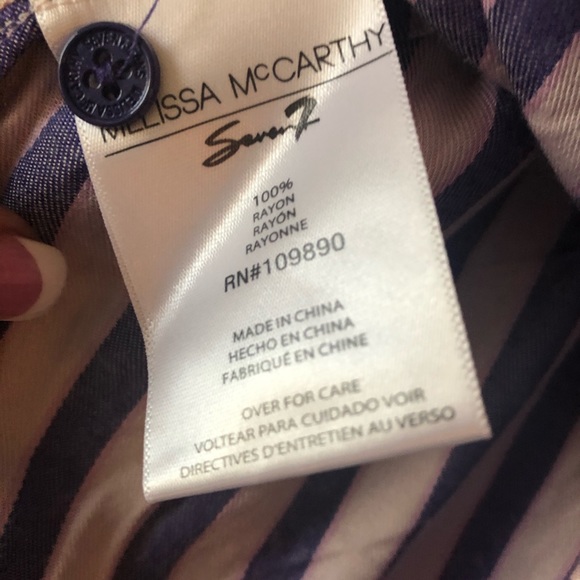 MELISSA McCARTHY
Seven7
100%
RAYON
RAYÓN
RAYONNE
RN#109890
MADE IN CHINA
HECHO EN CHINA
FABRIQUÉ EN CHINE
OVER FOR CARE
VOLTEAR PARA CUIDADO VOIR
DIRECTIVES D'ENTRETIEN AU VERSO